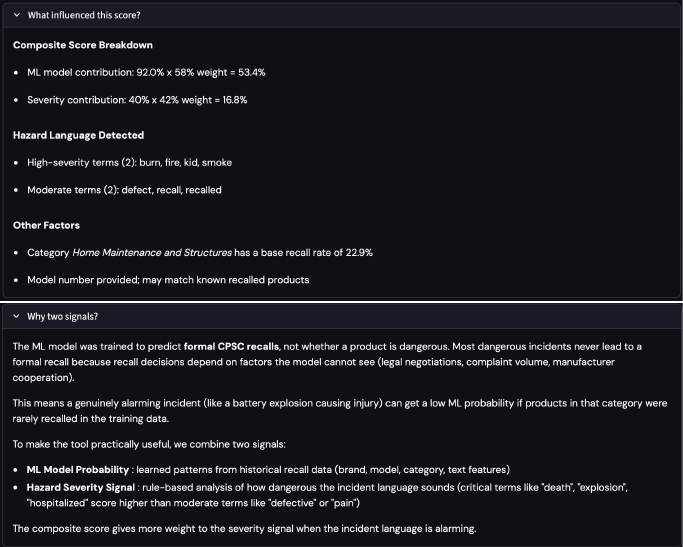 What influenced this score?
Composite Score Breakdown
• ML model contribution: 92.0% x 58% weight = 53.4%
• Severity contribution: 40% x 42% weight = 16.8%
Hazard Language Detected
• High-severity terms (2): burn, fire, kid, smoke
• Moderate terms (2): defect, recall, recalled
Other Factors
• Category Home Maintenance and Structures has a base recall rate of 22.9%
• Model number provided; may match known recalled products
Why two signals?
The ML model was trained to predict formal CPSC recalls, not whether a product is dangerous. Most dangerous incidents never lead to a
formal recall because recall decisions depend on factors the model cannot see (legal negotiations, complaint volume, manufacturer
cooperation).
This means a genuinely alarming incident (like a battery explosion causing injury) can get a low ML probability if products in that category were
rarely recalled in the training data.
To make the tool practically useful, we combine two signals:
• ML Model Probability : learned patterns from historical recall data (brand, model, category, text features)
• Hazard Severity Signal : rule-based analysis of how dangerous the incident language sounds (critical terms like "death", "explosion",
"hospitalized" score higher than moderate terms like "defective" or "pain")
The composite score gives more weight to the severity signal when the incident language is alarming.